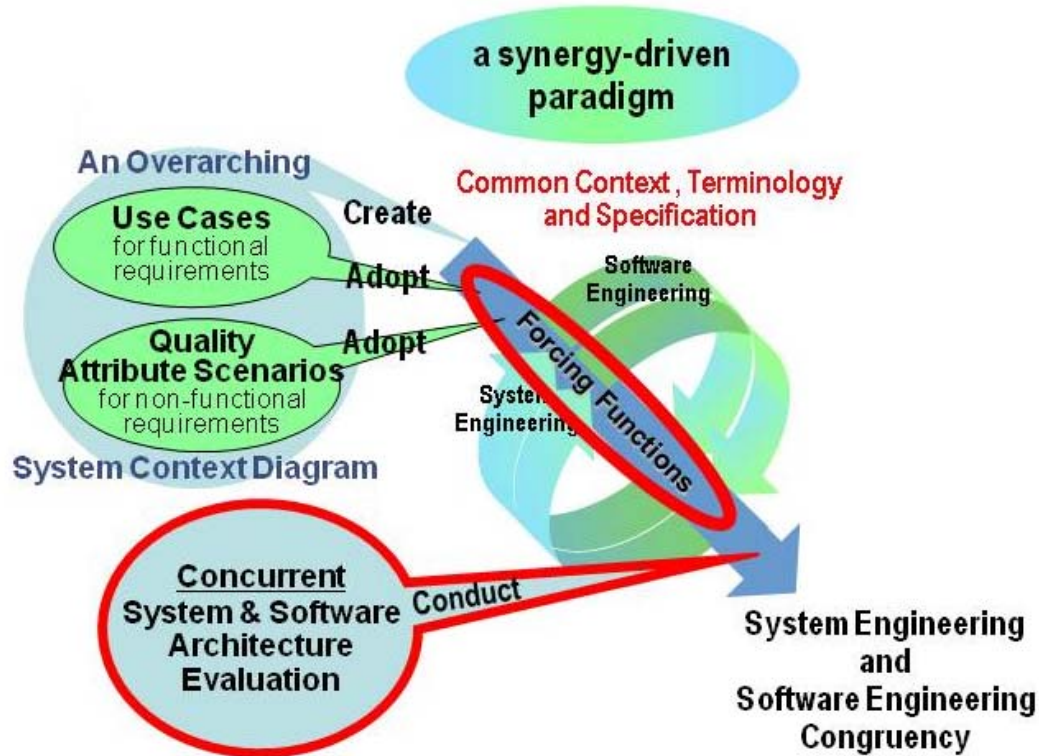 a synergy-driven
paradigm
An Overarching
Common Context , Terminology
and Specification
Use Cases
for functional
requirements
Create
Adopt
Software
Engineering
Quality
Attribute Scenarios
for non-functional
requirements
Adopt
Forcing Functions
Engineering
System Context Diagram
Concurrent
System & Software
Architecture
Evaluation
Conduct
System Engineering
and
Software Engineering
Congruency